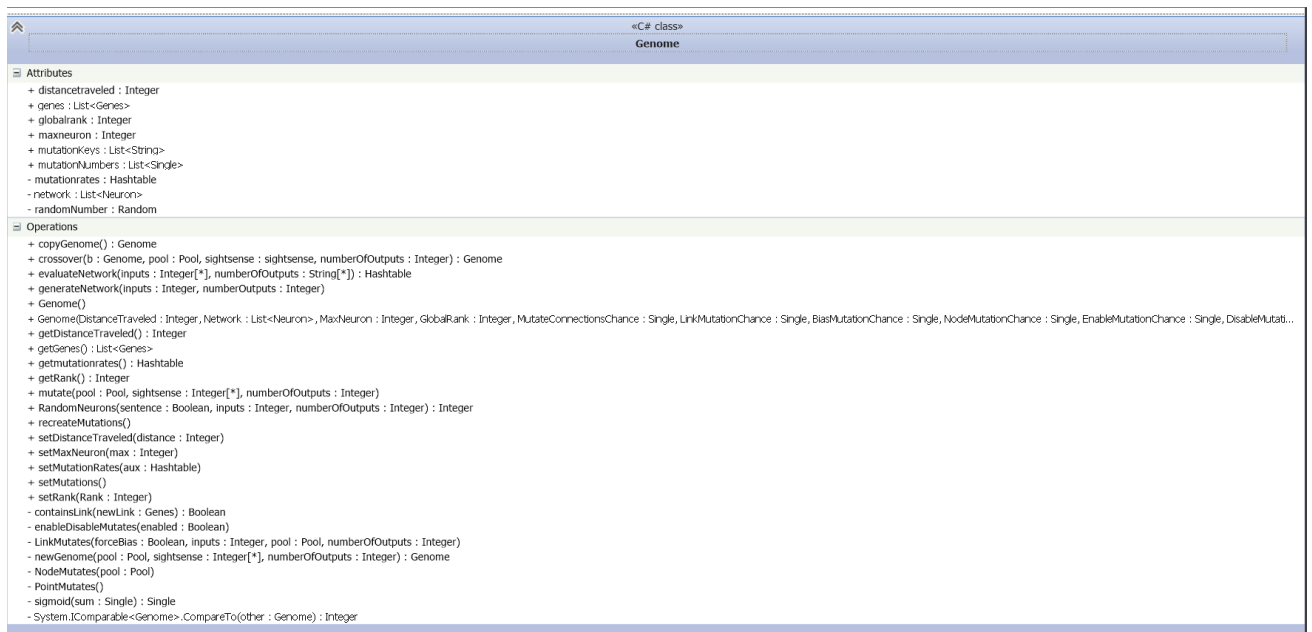 «C# class»
Genome
Attributes
+ distancetraveled : Integer
+ genes : List<Genes>
+ globalrank : Integer
+ maxneuron : Integer
+ mutationKeys : List<String>
+ mutationNumbers : List<Single>
- mutationrates : Hashtable
- network : List<Neuron>
- randomNumber : Random
Operations
+ copyGenome() : Genome
+ crossover(b : Genome, pool : Pool, sightsense : sightsense, numberOfOutputs : Integer) : Genome
+ evaluateNetwork(inputs : Integer[*], numberOfOutputs : String[*]) : Hashtable
+ generateNetwork(inputs : Integer, numberOutputs : Integer)
+ Genome()
+ Genome(DistanceTraveled : Integer, Network : List<Neuron>, MaxNeuron : Integer, GlobalRank : Integer, MutateConnectionsChance : Single, LinkMutationChance : Single, BiasMutationChance : Single, NodeMutationChance : Single, EnableMutationChance : Single, DisableMutati...
+ getDistanceTraveled() : Integer
+ getGenes() : List<Genes>
+ getmutationrates() : Hashtable
+ getRank() : Integer
+ mutate(pool : Pool, sightsense : Integer[*], numberOfOutputs : Integer)
+ RandomNeurons(sentence : Boolean, inputs : Integer, numberOfOutputs : Integer) : Integer
+ recreateMutations()
+ setDistanceTraveled(distance : Integer)
+ setMaxNeuron(max : Integer)
+ setMutationRates(aux : Hashtable)
+ setMutations()
+ setRank(Rank : Integer)
- containsLink(newLink : Genes) : Boolean
- enableDisableMutates(enabled : Boolean)
- LinkMutates(forceBias : Boolean, inputs : Integer, pool : Pool, numberOfOutputs : Integer)
- newGenome(pool : Pool, sightsense : Integer[*], numberOfOutputs : Integer) : Genome
- NodeMutates(pool : Pool)
- PointMutates()
- sigmoid(sum : Single) : Single
- System.IComparable<Genome>.CompareTo(other : Genome) : Integer